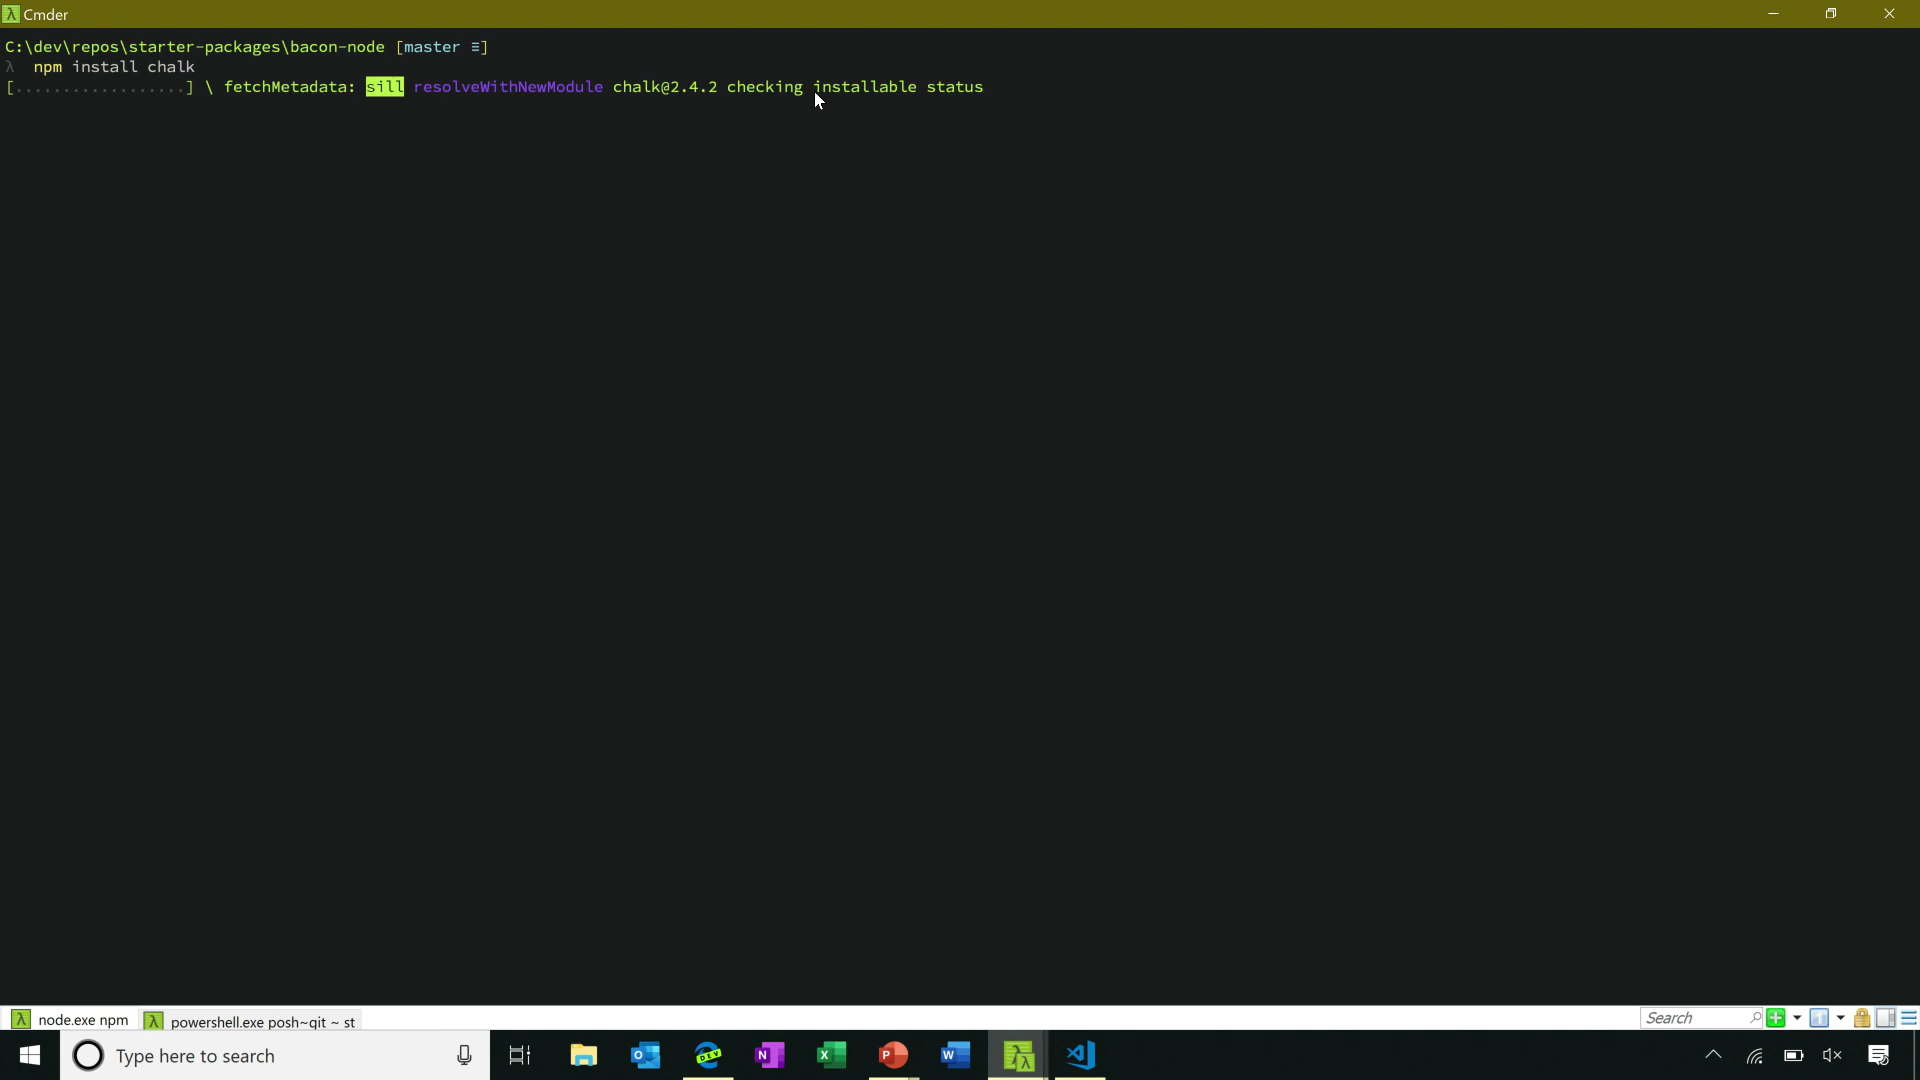 Cmder
C:\dev\repos\starter-packages\bacon-node [master ≡]
λ npm install chalk
[..................] \ fetchMetadata: sill resolveWithNewModule chalk@2.4.2 checking installable status
node.exe npm
powershell.exe posh~git ~ st
Search
Type here to search